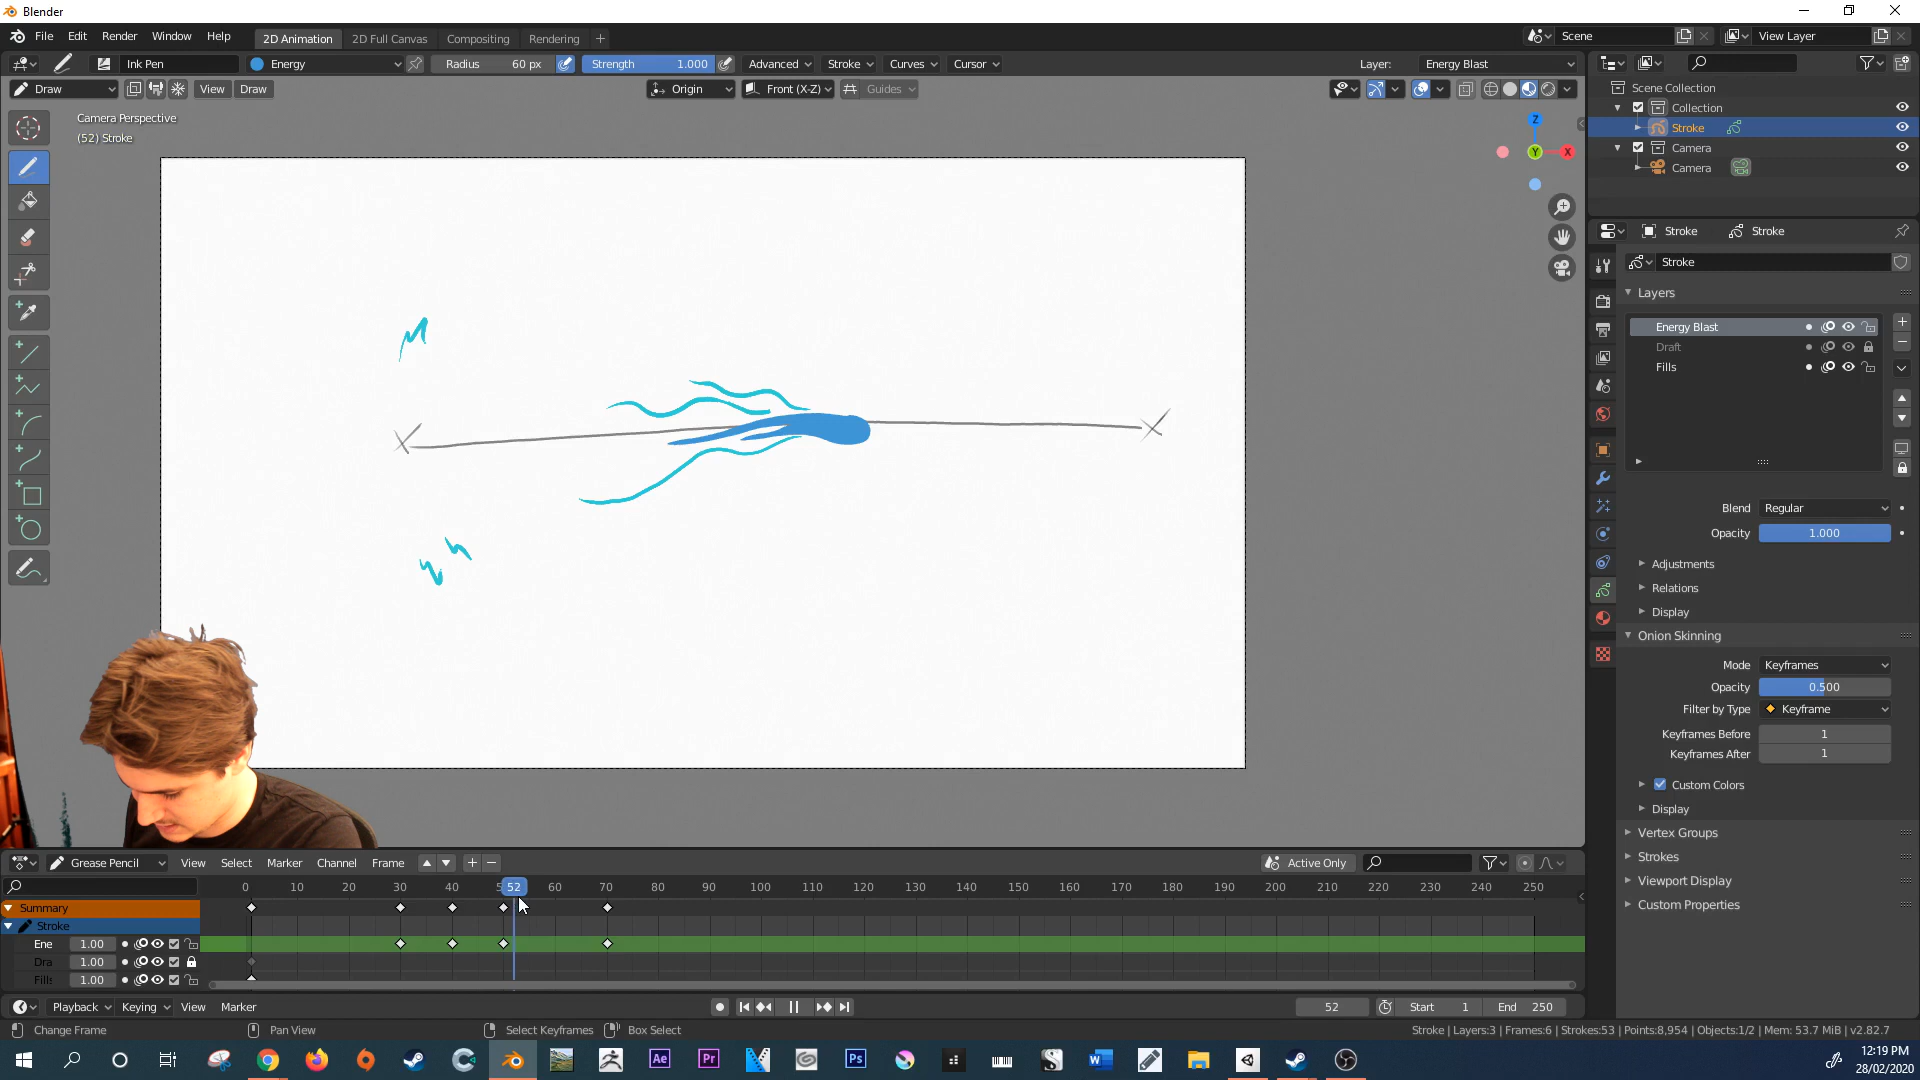 Blender
File Edit Render Window Help 2D Animation 2D Full Canvas Compositing Rendering + Scene View Layer
Ink Pen Energy Radius 60 px Strength 1.000 Advanced Stroke Curves Cursor Layer: Energy Blast
Draw View Draw Origin Front (X-Z) Guides
Camera Perspective
(52) Stroke
Z
Y
X
Scene Collection
Collection
Stroke
Camera
Camera
Stroke Stroke
Stroke
Layers
Energy Blast
Draft
Fills
Blend Regular
Opacity 1.000
Adjustments
Relations
Display
Onion Skinning
Mode Keyframes
Opacity 0.500
Filter by Type Keyframe
Keyframes Before 1
Keyframes After 1
Custom Colors
Display
Vertex Groups
Strokes
Viewport Display
Custom Properties
Grease Pencil View Select Marker Channel Frame Active Only
0 10 20 30 40 5 52 60 70 80 90 100 110 120 130 140 150 160 170 180 190 200 210 220 230 240 250
Summary
Stroke
Ene 1.00
Dra 1.00
Fills 1.00
Playback Keying View Marker 52 Start 1 End 250
Change Frame Pan View Select Keyframes Box Select Stroke | Layers:3 | Frames:6 | Strokes:53 | Points:8,954 | Objects:1/2 | Mem: 53.7 MiB | v2.82.7
Ae Pr Ps
12:19 PM
28/02/2020